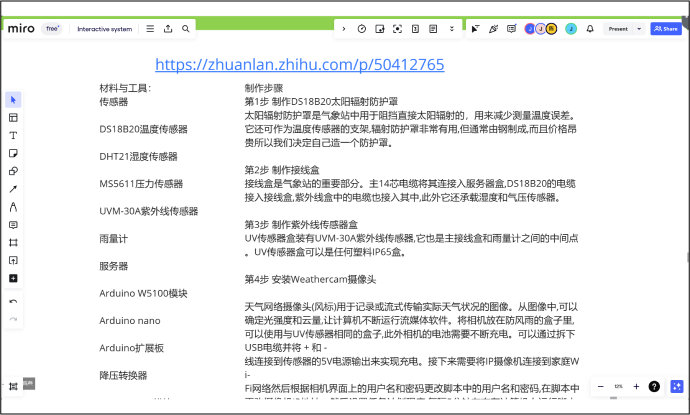 miro
free
Interactive system
Present
Share
https://zhuanlan.zhihu.com/p/50412765
材料与工具：
传感器
DS18B20温度传感器
DHT21湿度传感器
MS5611压力传感器
UVM-30A紫外线传感器
雨量计
服务器
Arduino W5100模块
Arduino nano
Arduino扩展板
降压转换器
制作步骤
第1步 制作DS18B20太阳辐射防护罩
太阳辐射防护罩是气象站中用于阻挡直接太阳辐射的，用来减少测量温度误差。
它还可作为温度传感器的支架,辐射防护罩非常有用,但通常由钢制成,而且价格昂
贵所以我们决定自己造一个防护罩。
第2步 制作接线盒
接线盒是气象站的重要部分。主14芯电缆将其连接入服务器盒,DS18B20的电缆
接入接线盒,紫外线盒中的电缆也接入其中,此外它还承载湿度和气压传感器。
第3步 制作紫外线传感器盒
UV传感器盒装有UVM-30A紫外线传感器,它也是主接线盒和雨量计之间的中间点
。UV传感器盒可以是任何塑料IP65盒。
第4步 安装Weathercam摄像头
天气网络摄像头(风标)用于记录或流式传输实际天气状况的图像。从图像中,可以
确定光强度和云量,让计算机不断运行流媒体软件。将相机放在防风雨的盒子里,
可以使用与UV传感器相同的盒子,此外相机的电池需要不断充电。可以通过拆下
USB电缆并将 + 和 -
线连接到传感器的5V电源输出来实现充电。接下来需要将IP摄像机连接到家庭W
i-
Fi网络然后根据相机界面上的用户名和密码更改脚本中的用户名和密码,在脚本中
12%